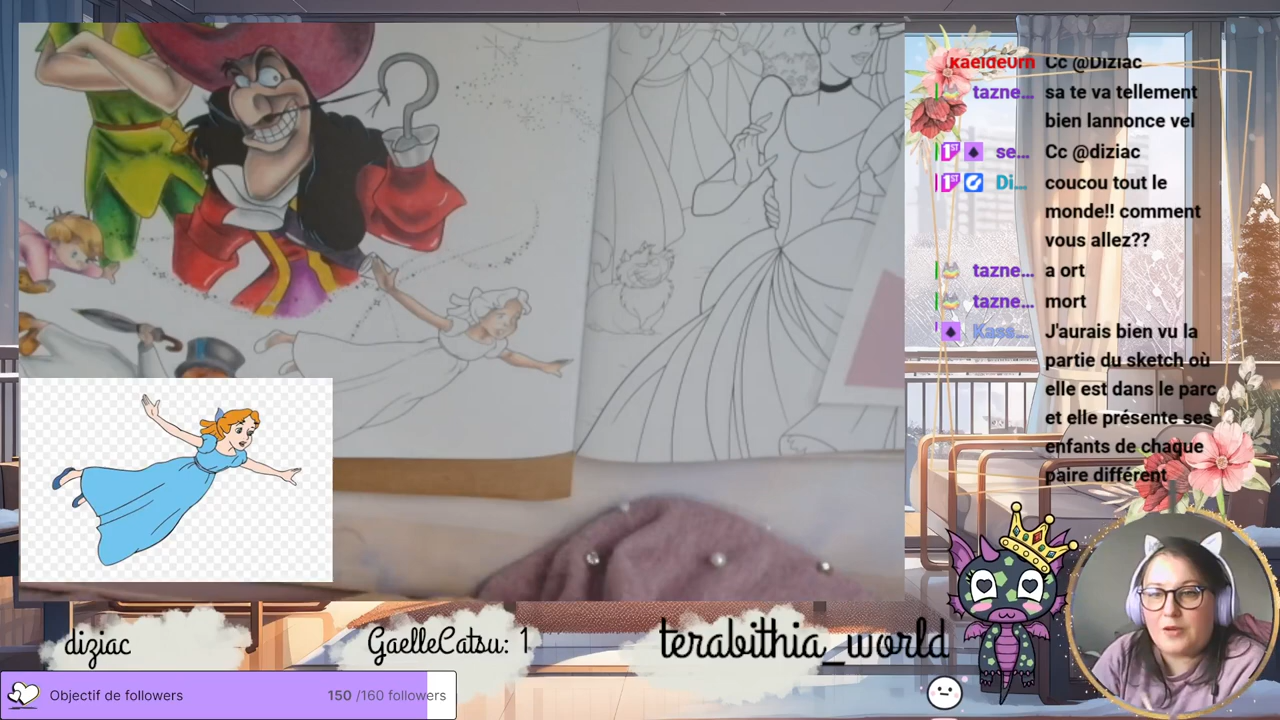 Kaeldeurn Cc @Diziac
tazne... sa te va tellement
bien lannonce vel
1ST se... Cc @diziac
1ST Di... coucou tout le
monde!! comment
vous allez??
tazne... a ort
tazne... mort
Kass... J'aurais bien vu la
partie du sketch où
elle est dans le parc
et elle présente ses
enfants de chaque
paire différent
diziac
GaelleCatsu: 1
terabithia_world
Objectif de followers
150 /160 followers